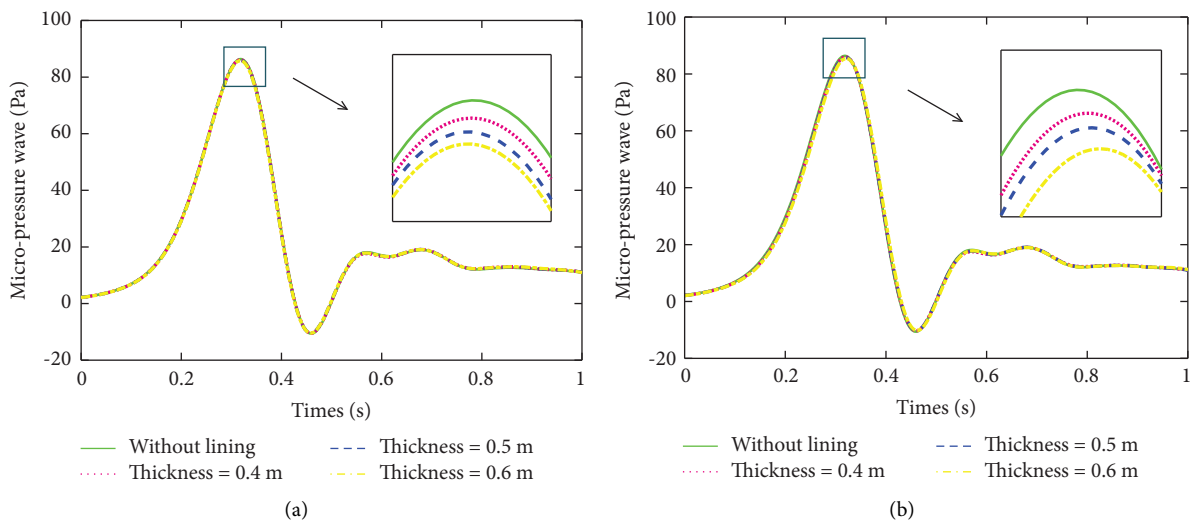 Micro-pressure wave (Pa)
100
80
60
40
20
0
-20
0
0.2
0.4
0.6
0.8
1
Times (s)
Without lining
Thickness = 0.4 m
Thickness = 0.5 m
Thickness = 0.6 m
(a)
Micro-pressure wave (Pa)
100
80
60
40
20
0
-20
0
0.2
0.4
0.6
0.8
1
Times (s)
Without lining
Thickness = 0.4 m
Thickness = 0.5 m
Thickness = 0.6 m
(b)